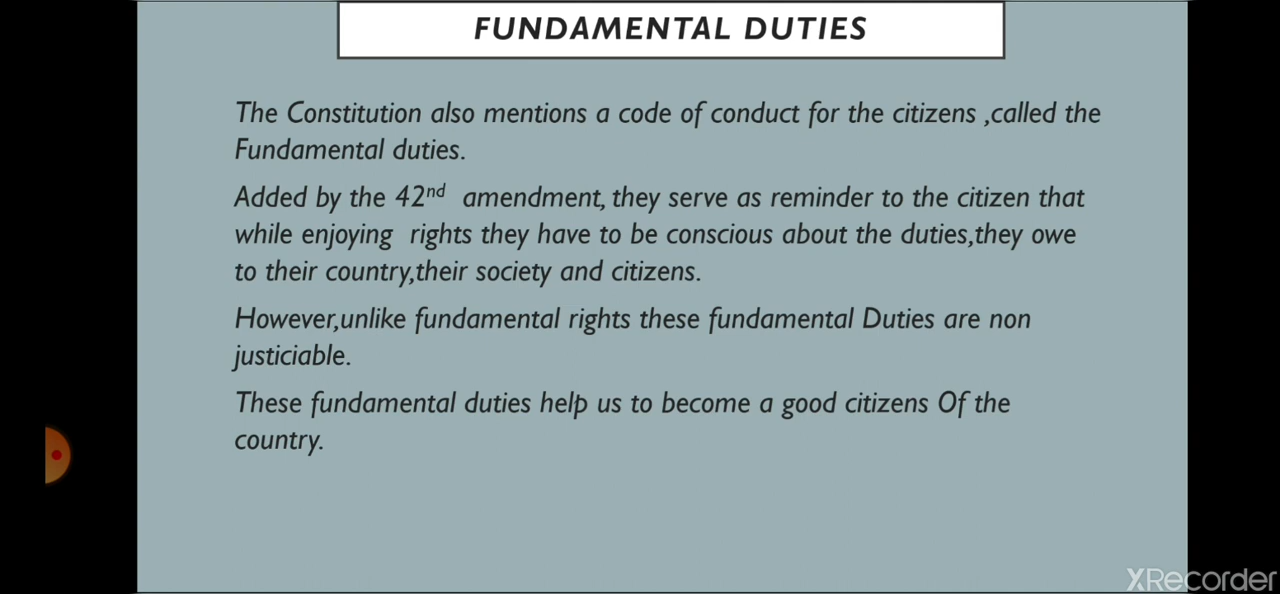 FUNDAMENTAL DUTIES
The Constitution also mentions a code of conduct for the citizens ,called the
Fundamental duties.
Added by the 42nd amendment, they serve as reminder to the citizen that
while enjoying rights they have to be conscious about the duties,they owe
to their country,their society and citizens.
However,unlike fundamental rights these fundamental Duties are non
justiciable.
These fundamental duties help us to become a good citizens Of the
country.
XRecorder